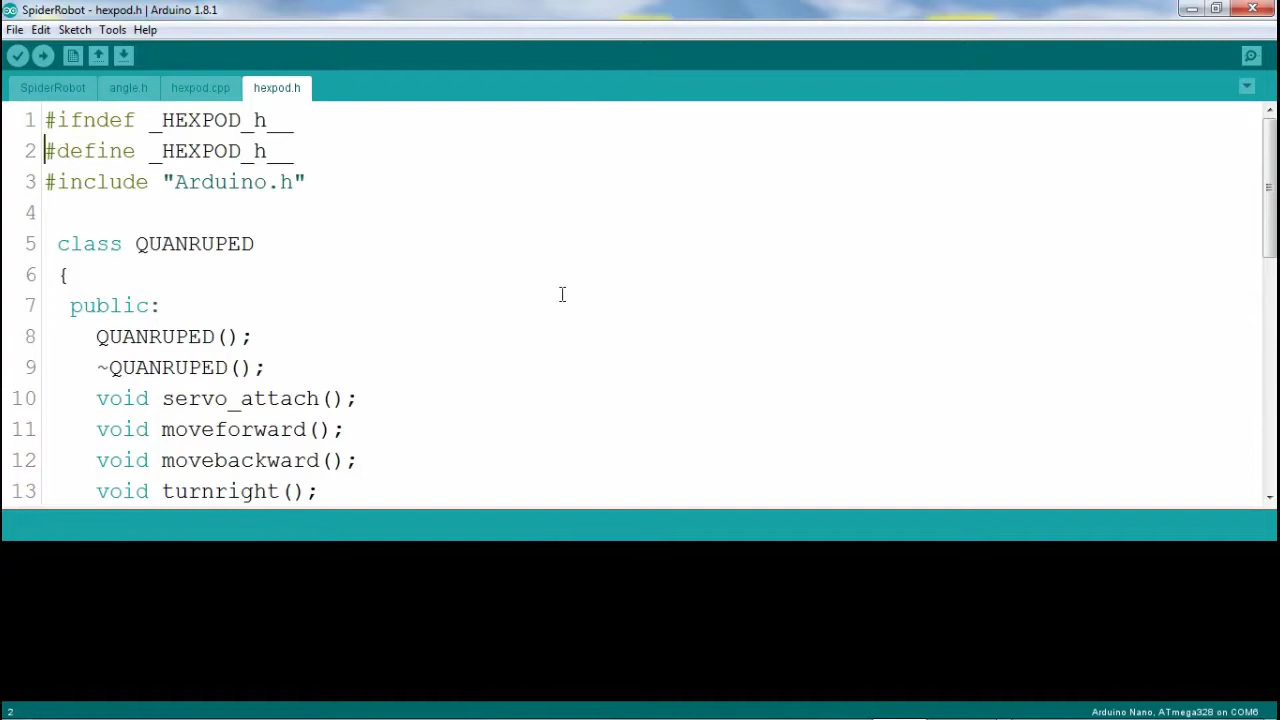 SpiderRobot - hexpod.h | Arduino 1.8.1
File Edit Sketch Tools Help
SpiderRobot angle.h hexpod.cpp hexpod.h
1 #ifndef _HEXPOD_h__
2 #define _HEXPOD_h__
3 #include "Arduino.h"
4
5 class QUANRUPED
6 {
7 public:
8 QUANRUPED();
9 ~QUANRUPED();
10 void servo_attach();
11 void moveforward();
12 void movebackward();
13 void turnright();
2 Arduino Nano, ATmega328 on COM6